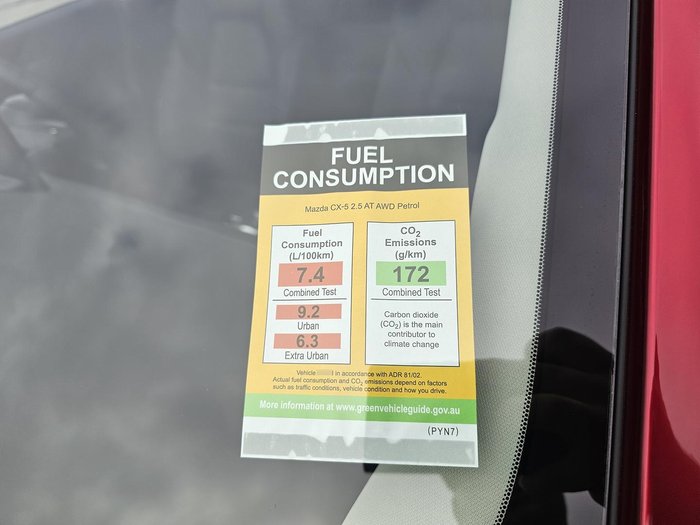 FUEL
CONSUMPTION
Mazda CX-5 2.5 AT AWD Petrol
Fuel
Consumption
(L/100km)
7.4
Combined Test
9.2
Urban
6.3
Extra Urban
CO2
Emissions
(g/km)
172
Combined Test
Carbon dioxide
(CO2) is the main
contributor to
climate change
Vehicle in accordance with ADR 81/02.
Actual fuel consumption and CO2 emissions depend on factors
such as traffic conditions, vehicle condition and how you drive.
More information at www.greenvehicleguide.gov.au
(PYN7)